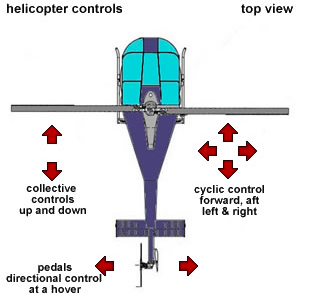 helicopter controls top view
collective
controls
up and down
cyclic control
forward, aft
left & right
pedals
directional control
at a hover